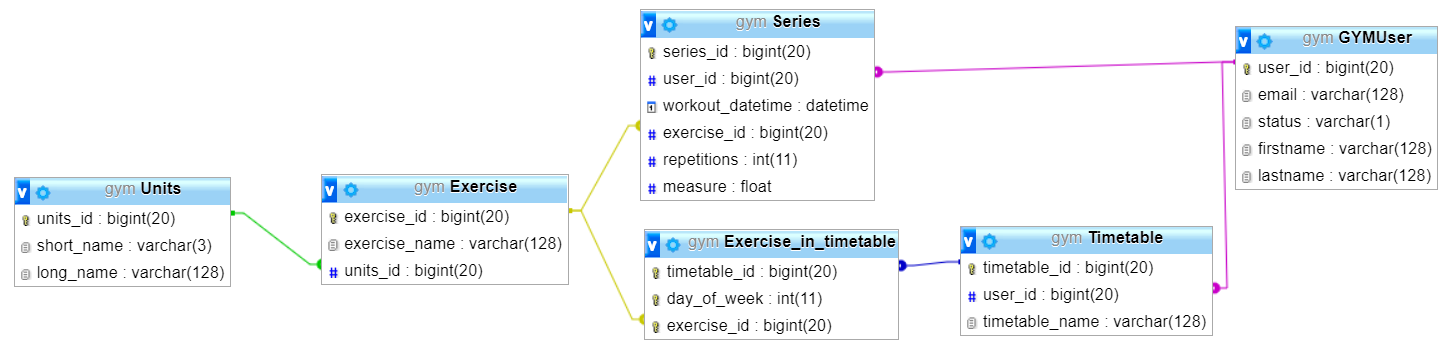 v gym Units
units_id : bigint(20)
short_name : varchar(3)
long_name : varchar(128)
v gym Exercise
exercise_id : bigint(20)
exercise_name : varchar(128)
units_id : bigint(20)
v gym Series
series_id : bigint(20)
user_id : bigint(20)
workout_datetime : datetime
exercise_id : bigint(20)
repetitions : int(11)
measure : float
v gym Exercise_in_timetable
timetable_id : bigint(20)
day_of_week : int(11)
exercise_id : bigint(20)
v gym Timetable
timetable_id : bigint(20)
user_id : bigint(20)
timetable_name : varchar(128)
v gym GYMUser
user_id : bigint(20)
email : varchar(128)
status : varchar(1)
firstname : varchar(128)
lastname : varchar(128)